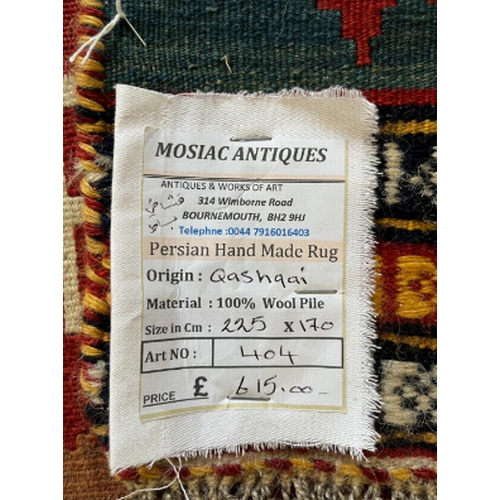 MOSIAC ANTIQUES
ANTIQUES & WORKS OF ART
314 Wimborne Road
BOURNEMOUTH, BH2 9HJ
Telephne :0044 7916016403
Persian Hand Made Rug
Origin : Qashqai
Material : 100% Wool Pile
Size in Cm : 225 X 170
Art NO : 404
PRICE £ 615.00-